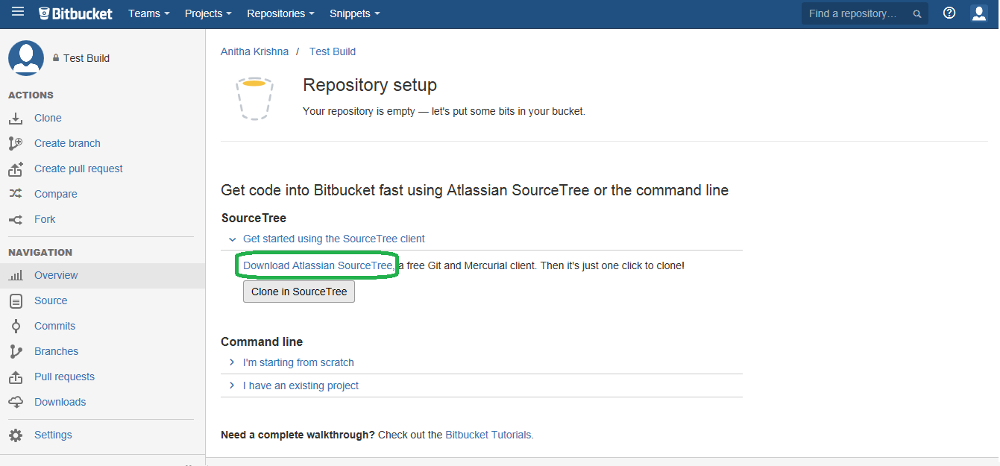 Bitbucket Teams Projects Repositories Snippets Find a repository...
Test Build
ACTIONS
Clone
Create branch
Create pull request
Compare
Fork
NAVIGATION
Overview
Source
Commits
Branches
Pull requests
Downloads
Settings
Anitha Krishna / Test Build
Repository setup
Your repository is empty — let's put some bits in your bucket.
Get code into Bitbucket fast using Atlassian SourceTree or the command line
SourceTree
Get started using the SourceTree client
Download Atlassian SourceTree, a free Git and Mercurial client. Then it's just one click to clone!
Clone in SourceTree
Command line
I'm starting from scratch
I have an existing project
Need a complete walkthrough? Check out the Bitbucket Tutorials.